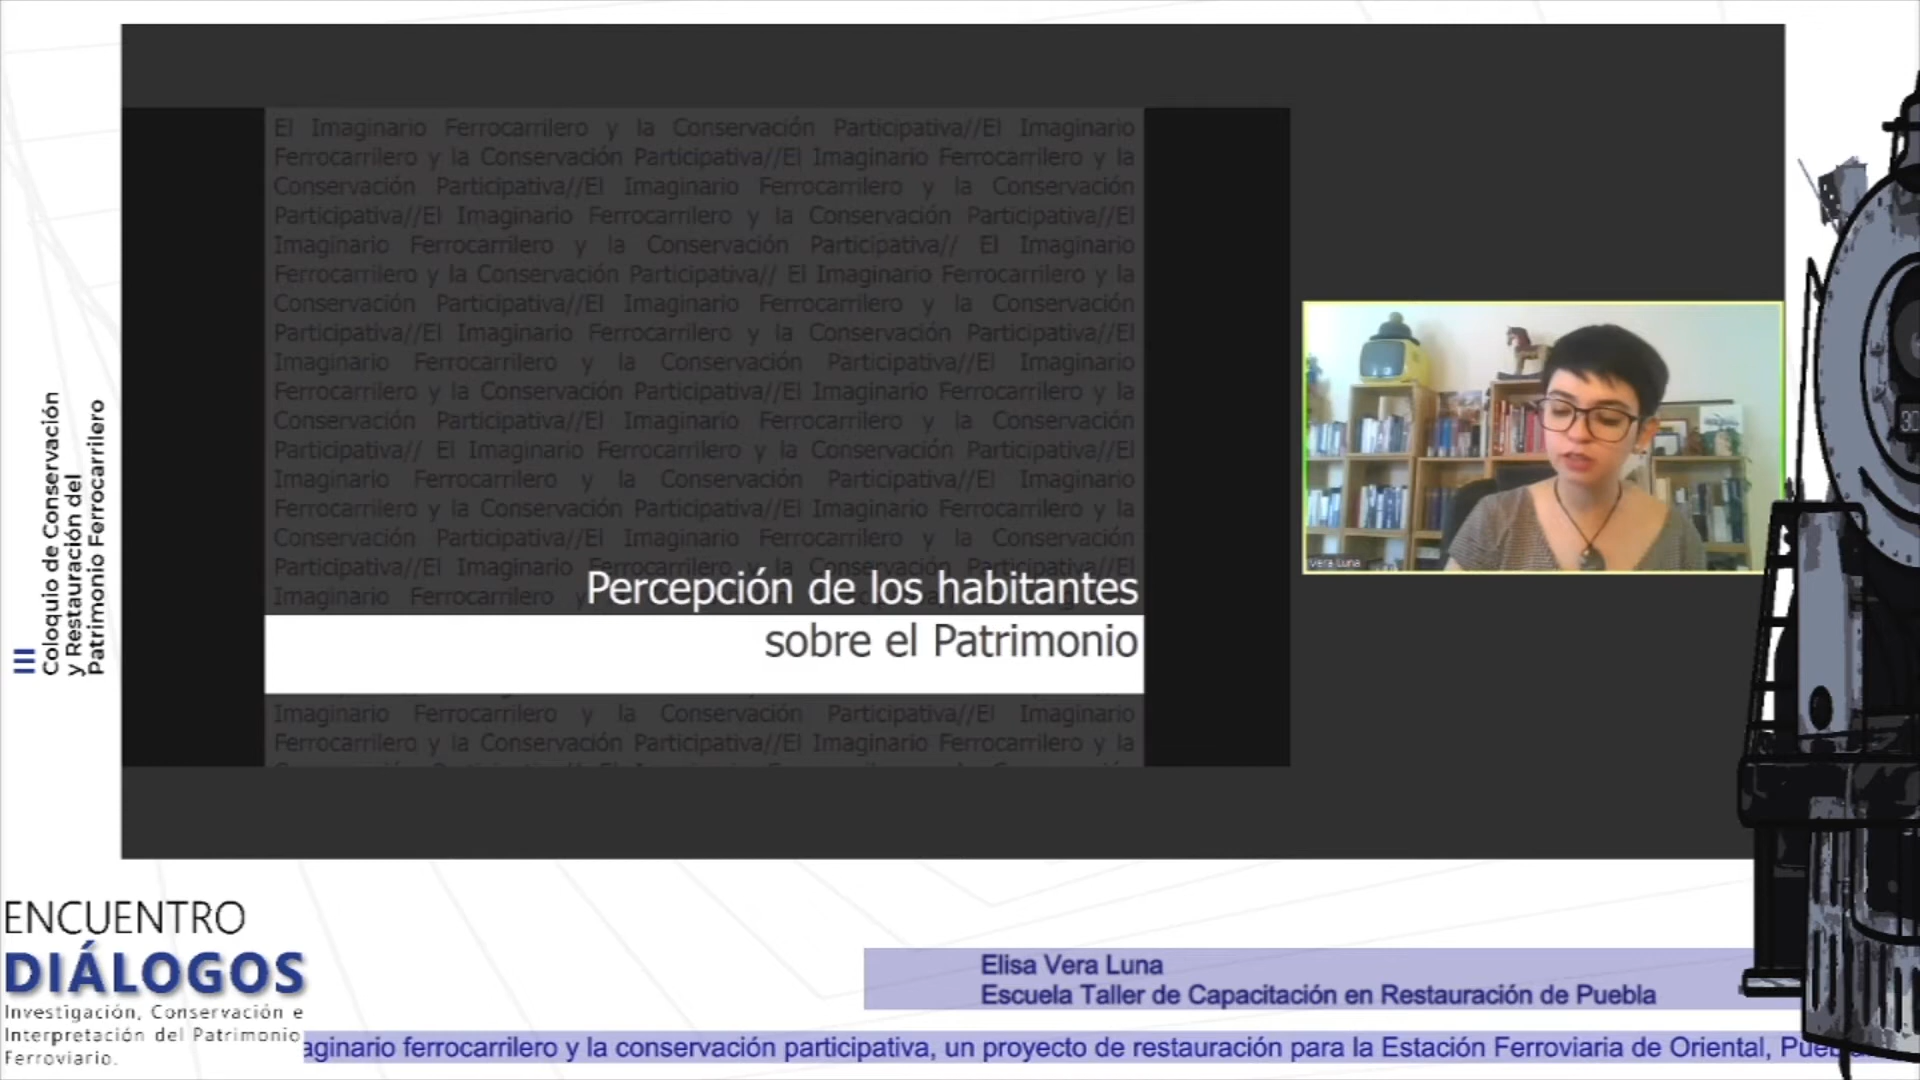 El Imaginario Ferrocarrilero y la Conservación Participativa//El Imaginario
Ferrocarrilero y la Conservación Participativa//El Imaginario Ferrocarrilero y la
Conservación Participativa//El Imaginario Ferrocarrilero y la Conservación
Participativa//El Imaginario Ferrocarrilero y la Conservación Participativa//El
Imaginario Ferrocarrilero y la Conservación Participativa// El Imaginario
Ferrocarrilero y la Conservación Participativa// El Imaginario Ferrocarrilero y la
Conservación Participativa//El Imaginario Ferrocarrilero y la Conservación
Participativa//El Imaginario Ferrocarrilero y la Conservación Participativa//El
Imaginario Ferrocarrilero y la Conservación Participativa//El Imaginario
Ferrocarrilero y la Conservación Participativa//El Imaginario Ferrocarrilero y la
Conservación Participativa//El Imaginario Ferrocarrilero y la Conservación
Participativa// El Imaginario Ferrocarrilero y la Conservación Participativa//El
Imaginario Ferrocarrilero y la Conservación Participativa//El Imaginario
Ferrocarrilero y la Conservación Participativa//El Imaginario Ferrocarrilero y la
Conservación Participativa//El Imaginario Ferrocarrilero y la Conservación
Participativa//El Imaginario Ferrocarrilero y la Conservación Participativa//El
Imaginario Ferrocarrilero y
Percepción de los habitantes
sobre el Patrimonio
Imaginario Ferrocarrilero y la Conservación Participativa//El Imaginario
Ferrocarrilero y la Conservación Participativa//El Imaginario Ferrocarrilero y la
Vera Luna
III
Coloquio de Conservación
y Restauración del
Patrimonio Ferrocarrilero
30
ENCUENTRO
DIÁLOGOS
Investigación, Conservación e
Interpretación del Patrimonio
Ferroviario.
Elisa Vera Luna
Escuela Taller de Capacitación en Restauración de Puebla
aginario ferrocarrilero y la conservación participativa, un proyecto de restauración para la Estación Ferroviaria de Oriental,